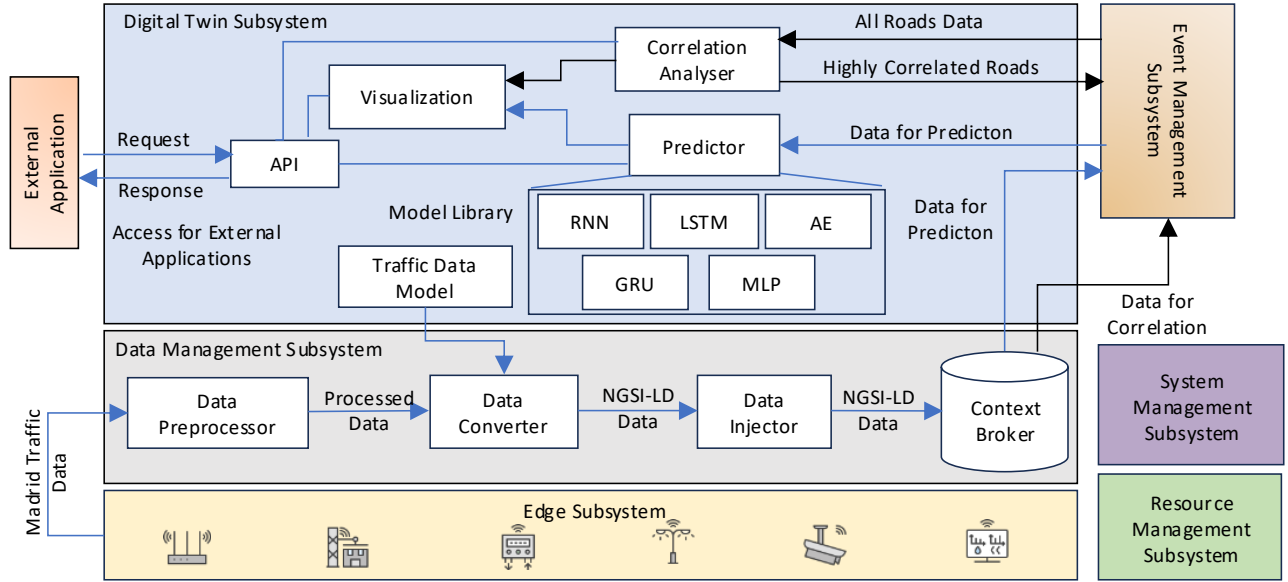 Digital Twin Subsystem
Correlation
Analyser
All Roads Data
Highly Correlated Roads
Event Management
Subsystem
Visualization
External
Application
Request
Response
API
Predictor
Data for Predicton
Access for External
Applications
Model Library
RNN
LSTM
AE
GRU
MLP
Data for
Predicton
Traffic Data
Model
Data for
Correlation
Data Management Subsystem
Data
Preprocessor
Processed
Data
Data
Converter
NGSI-LD
Data
Data
Injector
NGSI-LD
Data
Context
Broker
System
Management
Subsystem
Madrid Traffic
Data
Edge Subsystem
Resource
Management
Subsystem